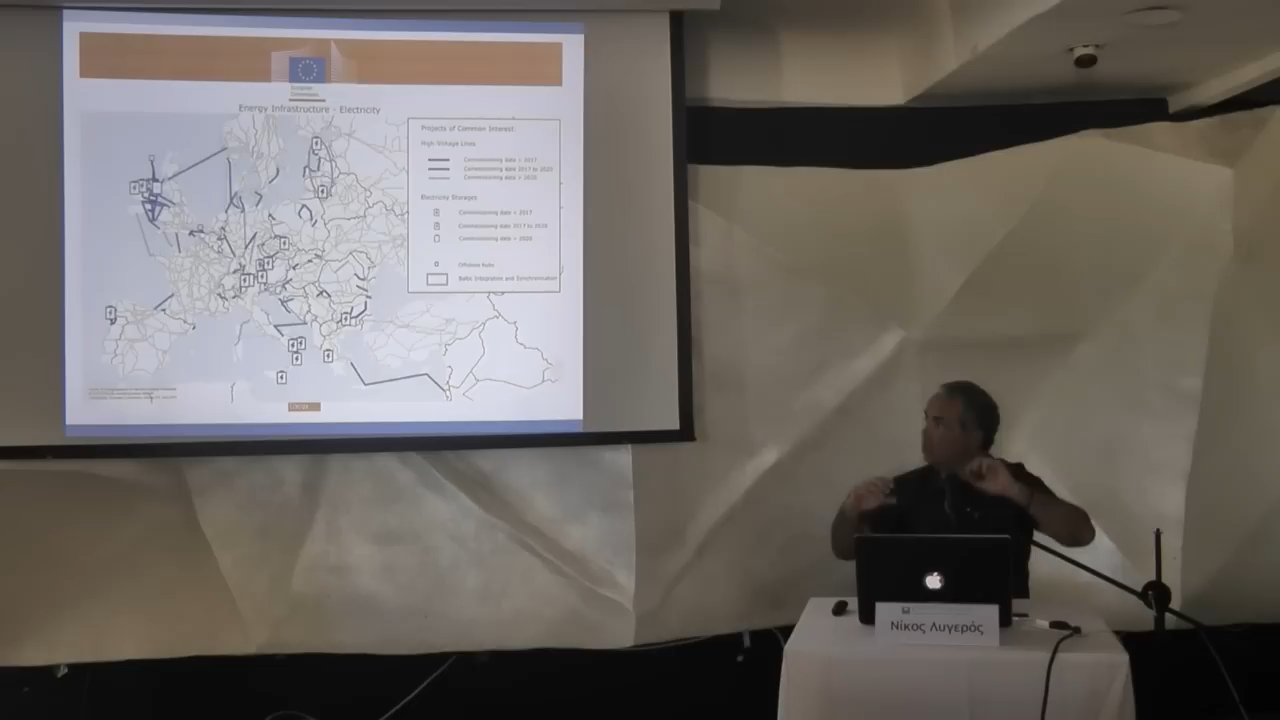 European
Commission
Energy Infrastructure - Electricity
Projects of Common Interest:
High-Voltage Lines
Commissioning date < 2017
Commissioning date 2017 to 2020
Commissioning date > 2020
Electricity Storages
Commissioning date < 2017
Commissioning date 2017 to 2020
Commissioning date > 2020
Offshore hubs
Baltic Integration and Synchronisation
Νίκος Λυγερός